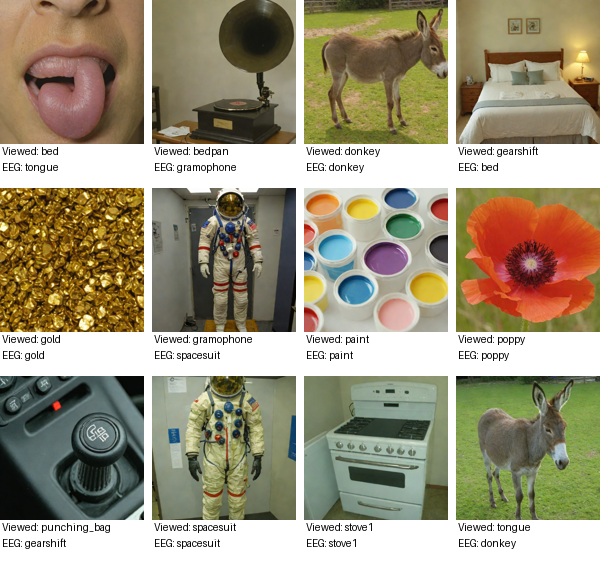 Viewed: bed
EEG: tongue
Viewed: bedpan
EEG: gramophone
Viewed: donkey
EEG: donkey
Viewed: gearshift
EEG: bed
Viewed: gold
EEG: gold
Viewed: gramophone
EEG: spacesuit
Viewed: paint
EEG: paint
Viewed: poppy
EEG: poppy
Viewed: punching_bag
EEG: gearshift
Viewed: spacesuit
EEG: spacesuit
Viewed: stove1
EEG: stove1
Viewed: tongue
EEG: donkey